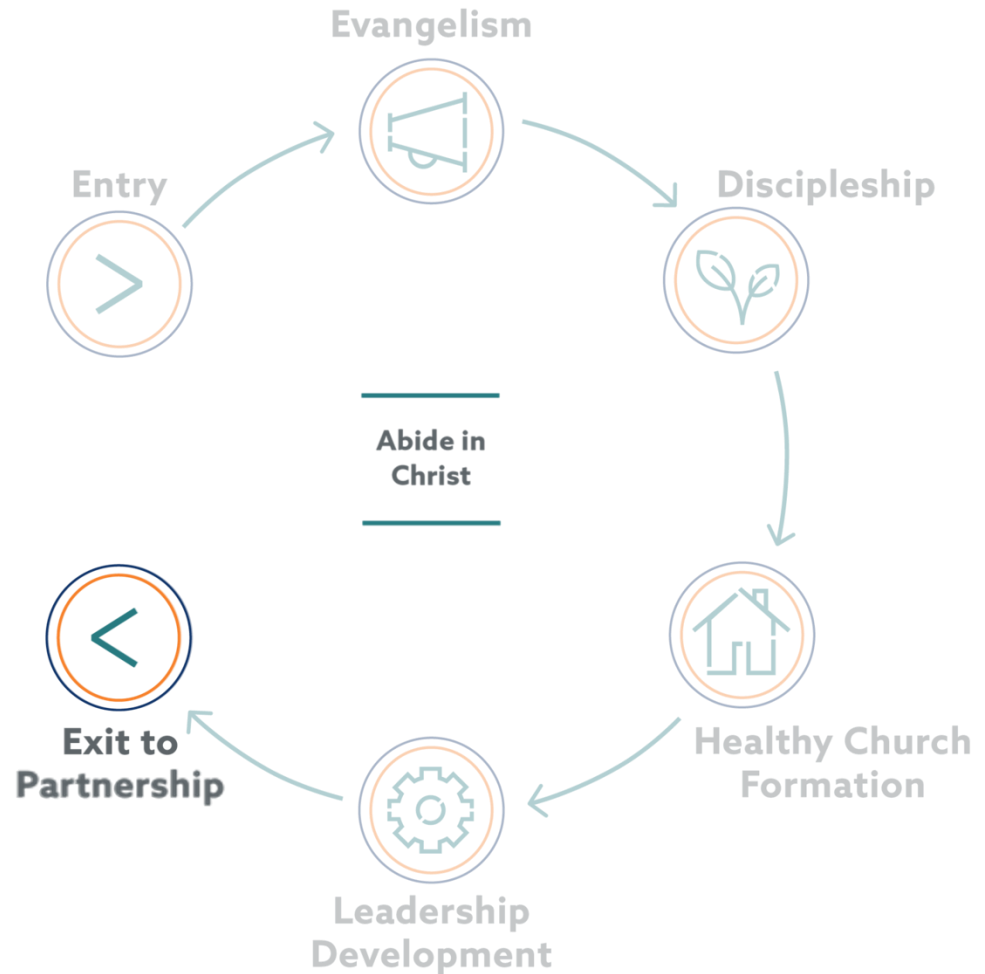 Evangelism
Entry
Discipleship
Abide in
Christ
Exit to
Partnership
Healthy Church
Formation
Leadership
Development